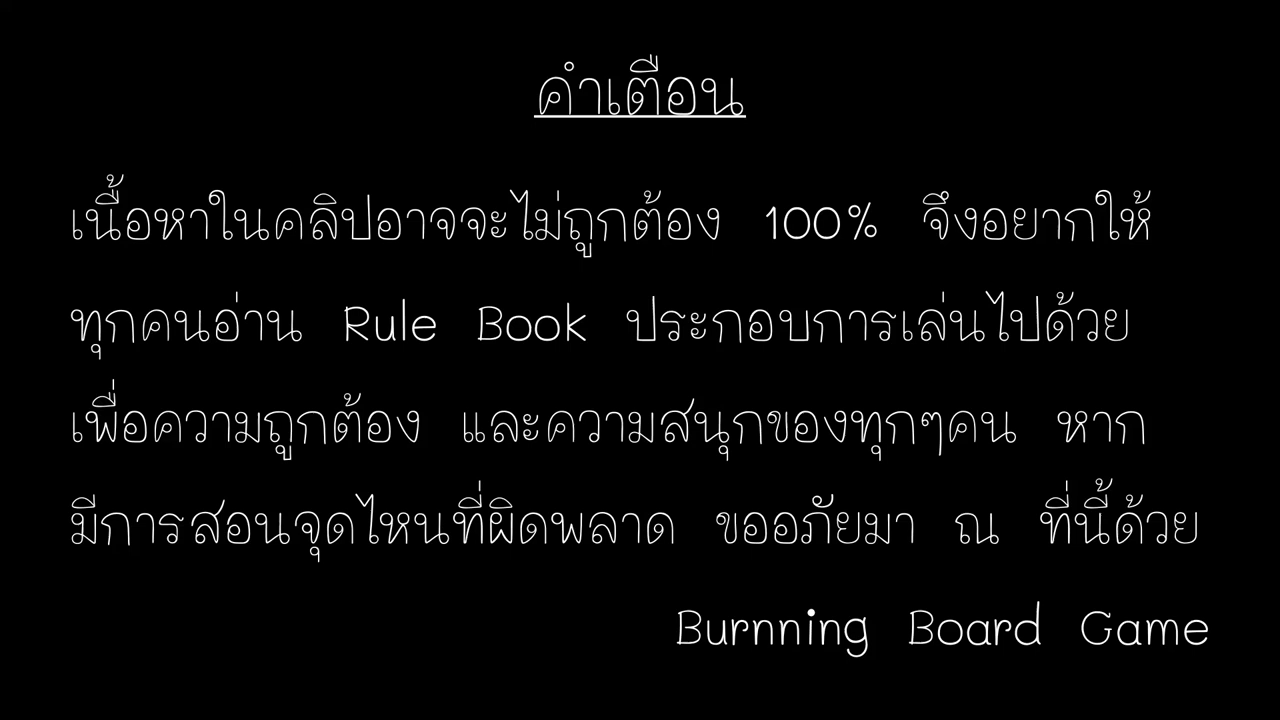 คำเตือน
เนื้อหาในคลิปอาจจะไม่ถูกต้อง 100% จึงอยากให้
ทุกคนอ่าน Rule Book ประกอบการเล่นไปด้วย
เพื่อความถูกต้อง และความสนุกของทุกๆคน หาก
มีการสอนจุดไหนที่ผิดพลาด ขออภัยมา ณ ที่นี้ด้วย
Burnning Board Game